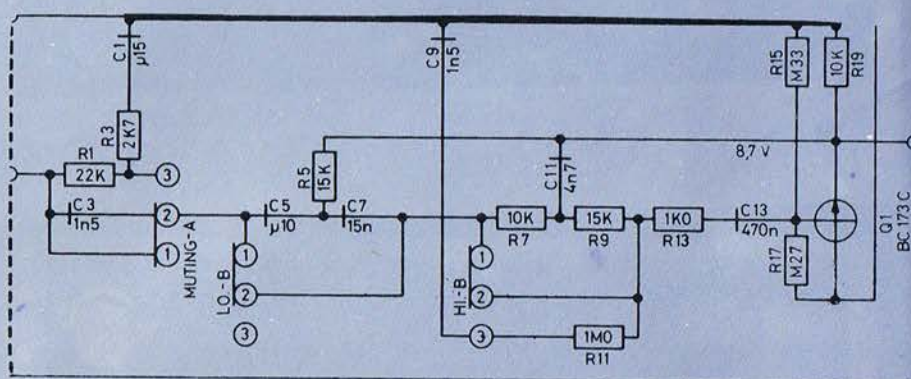 C1
µ15
R3
2K7
R1
22K
3
C3
1n5
2
1
MUTING-A
C5
µ10
R5
15K
C7
15n
1
2
3
LO.-B
C9
1n5
C11
4n7
10K
R7
15K
R9
1K0
R13
1
2
3
HI.-B
1M0
R11
8,7 V
C13
470n
R15
M33
10K
R19
R17
M27
Q1
BC 173 C